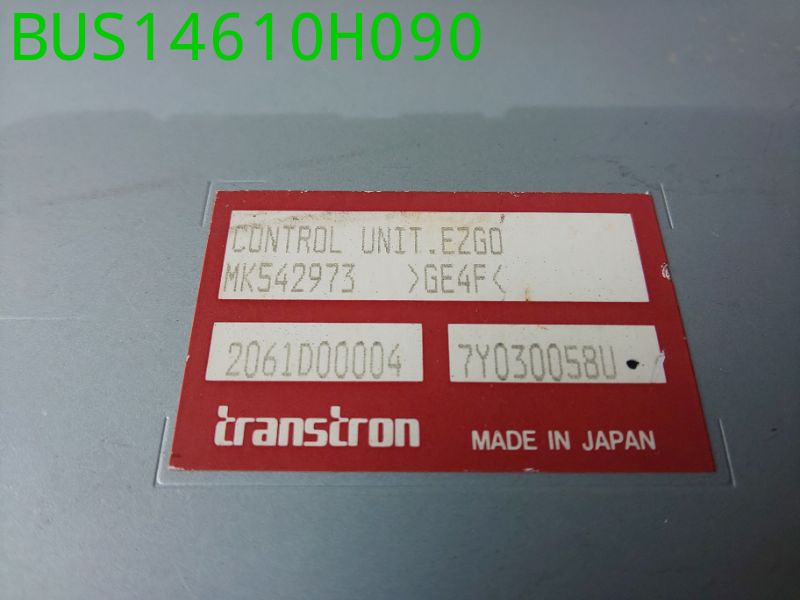 BUS14610H090
CONTROL UNIT.EZGO
MK542973 >GE4F<
2061D00004 7Y030058U
transtron MADE IN JAPAN